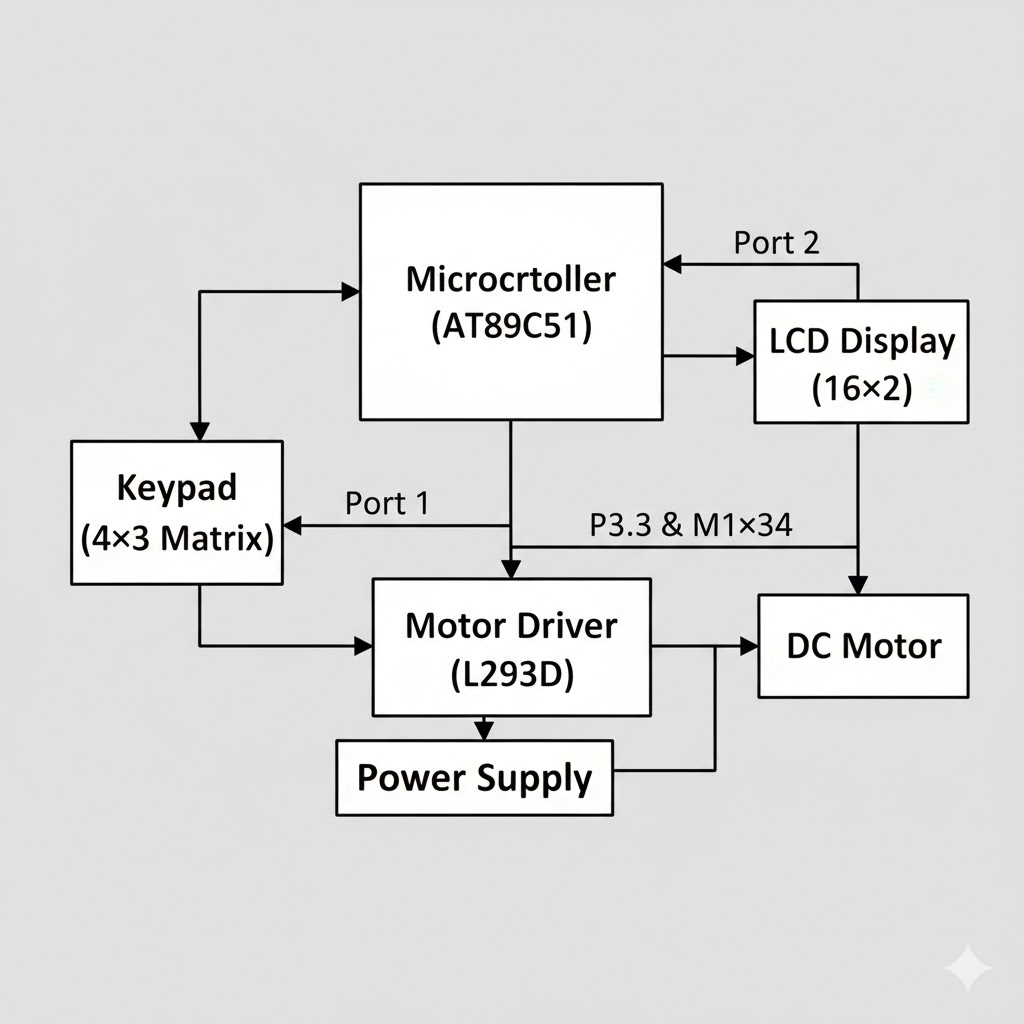 Microcrtoller
(AT89C51)
Port 2
LCD Display
(16×2)
Keypad
(4×3 Matrix)
Port 1
P3.3 & M1×34
Motor Driver
(L293D)
DC Motor
Power Supply